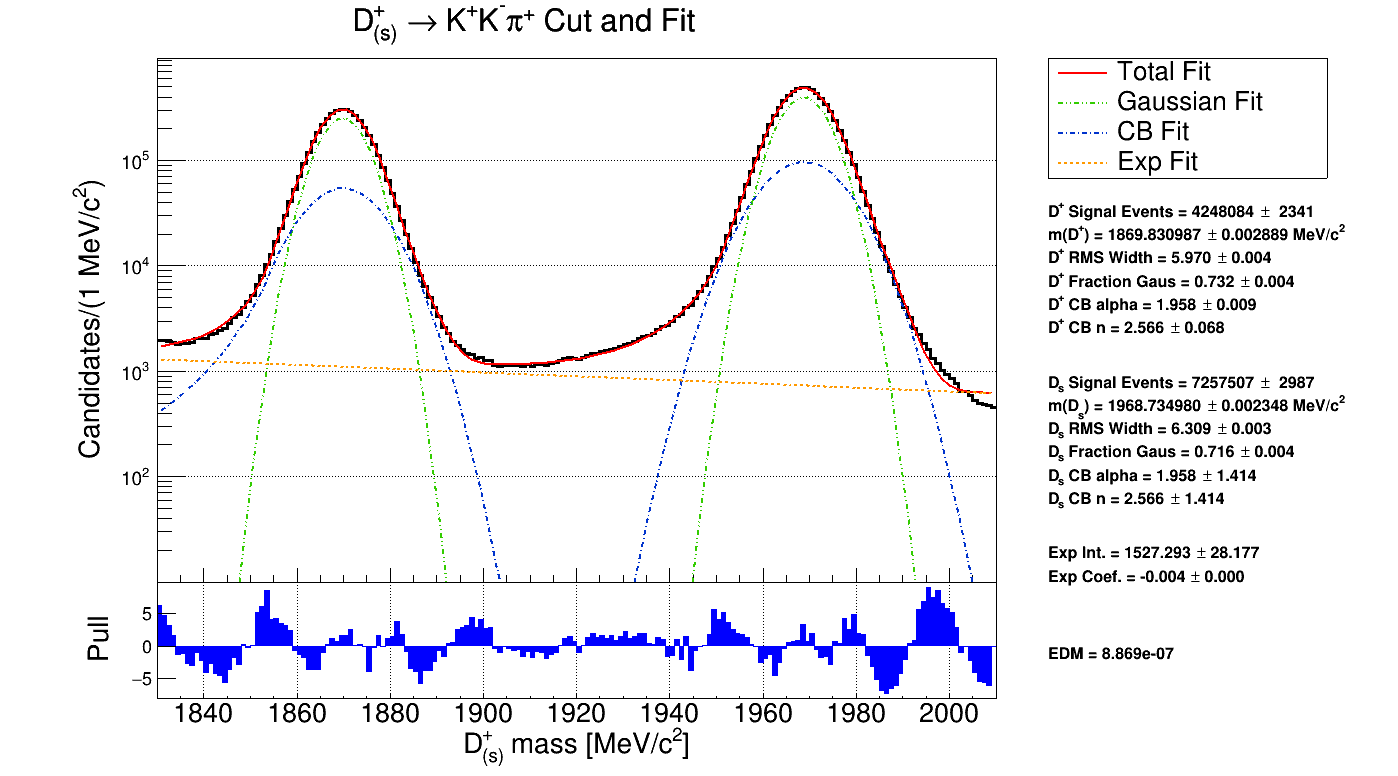 D⁺₍ₛ₎ → K⁺K⁻π⁺ Cut and Fit
Candidates/(1 MeV/c²)
10⁵
10⁴
10³
10²
Total Fit
Gaussian Fit
CB Fit
Exp Fit
D⁺ Signal Events = 4248084 ± 2341
m(D⁺) = 1869.830987 ± 0.002889 MeV/c²
D⁺ RMS Width = 5.970 ± 0.004
D⁺ Fraction Gaus = 0.732 ± 0.004
D⁺ CB alpha = 1.958 ± 0.009
D⁺ CB n = 2.566 ± 0.068
Dₛ Signal Events = 7257507 ± 2987
m(Dₛ) = 1968.734980 ± 0.002348 MeV/c²
Dₛ RMS Width = 6.309 ± 0.003
Dₛ Fraction Gaus = 0.716 ± 0.004
Dₛ CB alpha = 1.958 ± 1.414
Dₛ CB n = 2.566 ± 1.414
Exp Int. = 1527.293 ± 28.177
Exp Coef. = -0.004 ± 0.000
EDM = 8.869e-07
Pull
5
0
−5
1840 1860 1880 1900 1920 1940 1960 1980 2000
D⁺₍ₛ₎ mass [MeV/c²]